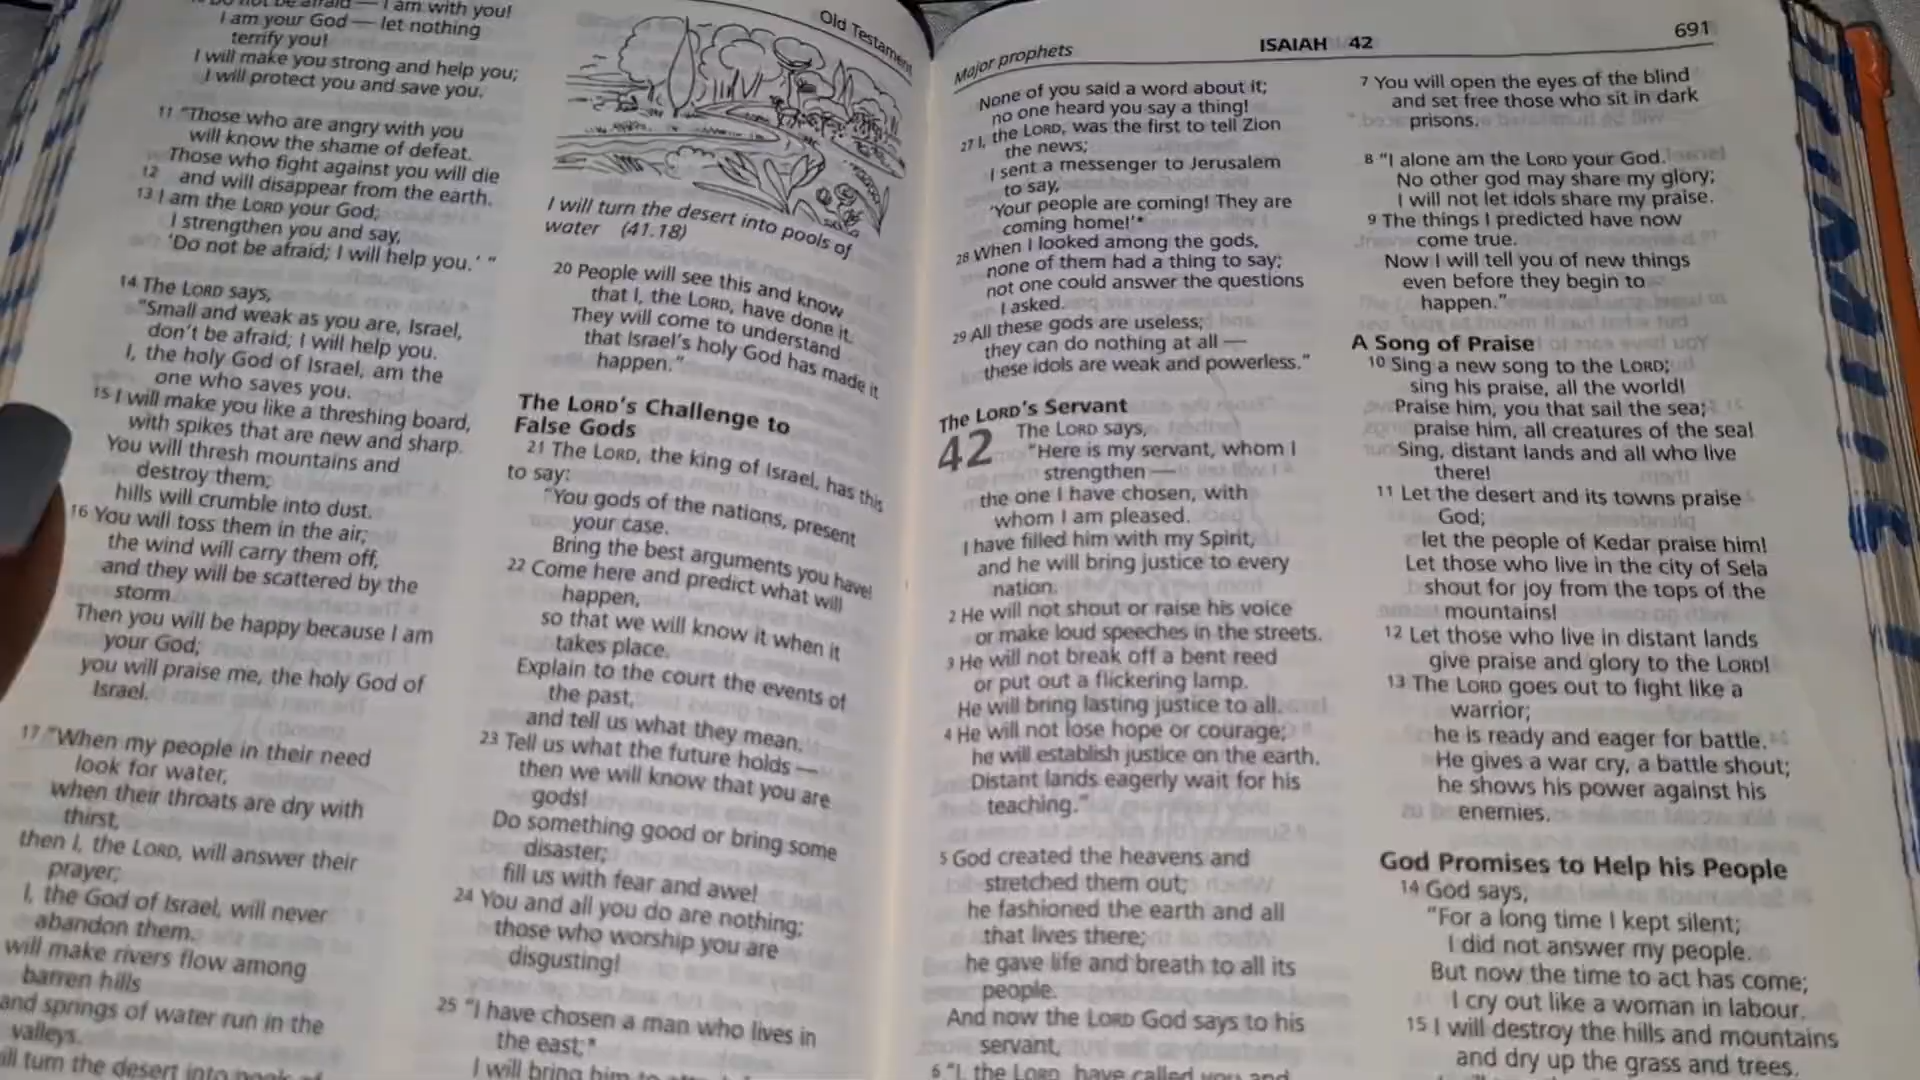 I am with you!
I am your God — let nothing
terrify you!
I will make you strong and help you;
I will protect you and save you.
11 "Those who are angry with you
will know the shame of defeat.
Those who fight against you will die
12 and will disappear from the earth.
13 I am the LORD your God;
I strengthen you and say,
'Do not be afraid; I will help you.' "
14 The LORD says,
"Small and weak as you are, Israel,
don't be afraid; I will help you.
I, the holy God of Israel, am the
one who saves you.
15 I will make you like a threshing board,
with spikes that are new and sharp.
You will thresh mountains and
destroy them;
hills will crumble into dust.
16 You will toss them in the air;
the wind will carry them off,
and they will be scattered by the
storm.
Then you will be happy because I am
your God;
you will praise me, the holy God of
Israel.
17 "When my people in their need
look for water,
when their throats are dry with
thirst,
then I, the LORD, will answer their
prayer;
I, the God of Israel, will never
abandon them.
will make rivers flow among
barren hills
and springs of water run in the
valleys.
turn the desert into
Old Testament
I will turn the desert into pools of
water (41.18)
20 People will see this and know
that I, the LORD, have done it.
They will come to understand
that Israel's holy God has made it
happen."
The LORD's Challenge to
False Gods
21 The LORD, the king of Israel, has this
to say:
"You gods of the nations, present
your case.
Bring the best arguments you have!
22 Come here and predict what will
happen,
so that we will know it when it
takes place.
Explain to the court the events of
the past,
and tell us what they mean.
23 Tell us what the future holds —
then we will know that you are
gods!
Do something good or bring some
disaster;
fill us with fear and awe!
24 You and all you do are nothing;
those who worship you are
disgusting!
25 "I have chosen a man who lives in
the east;*
I will bring him
Major prophets
ISAIAH 42
691
None of you said a word about it;
no one heard you say a thing!
27 I, the LORD, was the first to tell Zion
the news;
I sent a messenger to Jerusalem
to say,
'Your people are coming! They are
coming home!'*
28 When I looked among the gods,
none of them had a thing to say;
not one could answer the questions
I asked.
29 All these gods are useless;
they can do nothing at all —
these idols are weak and powerless."
The LORD's Servant
42 The LORD says,
"Here is my servant, whom I
strengthen —
the one I have chosen, with
whom I am pleased.
I have filled him with my Spirit,
and he will bring justice to every
nation.
2 He will not shout or raise his voice
or make loud speeches in the streets.
3 He will not break off a bent reed
or put out a flickering lamp.
He will bring lasting justice to all.
4 He will not lose hope or courage;
he will establish justice on the earth.
Distant lands eagerly wait for his
teaching."
5 God created the heavens and
stretched them out;
he fashioned the earth and all
that lives there;
he gave life and breath to all its
people.
And now the LORD God says to his
servant,
6 "I, the LORD, have called you and
7 You will open the eyes of the blind
and set free those who sit in dark
prisons.
8 "I alone am the LORD your God.
No other god may share my glory;
I will not let idols share my praise.
9 The things I predicted have now
come true.
Now I will tell you of new things
even before they begin to
happen."
A Song of Praise
10 Sing a new song to the LORD;
sing his praise, all the world!
Praise him, you that sail the sea;
praise him, all creatures of the sea!
Sing, distant lands and all who live
there!
11 Let the desert and its towns praise
God;
let the people of Kedar praise him!
Let those who live in the city of Sela
shout for joy from the tops of the
mountains!
12 Let those who live in distant lands
give praise and glory to the LORD!
13 The LORD goes out to fight like a
warrior;
he is ready and eager for battle.
He gives a war cry, a battle shout;
he shows his power against his
enemies.
God Promises to Help his People
14 God says,
"For a long time I kept silent;
I did not answer my people.
But now the time to act has come;
I cry out like a woman in labour.
15 I will destroy the hills and mountains
and dry up the grass and trees.